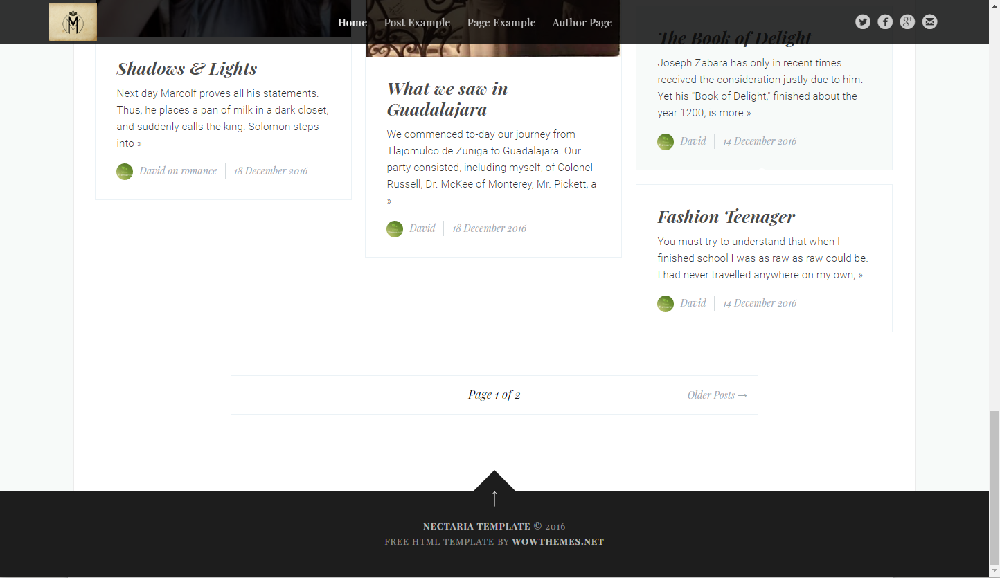 Home Post Example Page Example Author Page
Shadows & Lights
Next day Marcolf proves all his statements.
Thus, he places a pan of milk in a dark closet,
and suddenly calls the king. Solomon steps
into »
David on romance 18 December 2016
What we saw in
Guadalajara
We commenced to-day our journey from
Tlajomulco de Zuniga to Guadalajara. Our
party consisted, including myself, of Colonel
Russell, Dr. McKee of Monterey, Mr. Pickett, a
»
David 18 December 2016
The Book of Delight
Joseph Zabara has only in recent times
received the consideration justly due to him.
Yet his "Book of Delight," finished about the
year 1200, is more »
David 14 December 2016
Fashion Teenager
You must try to understand that when I
finished school I was as raw as raw could be.
I had never travelled anywhere on my own, »
David 14 December 2016
Page 1 of 2
Older Posts →
NECTARIA TEMPLATE © 2016
FREE HTML TEMPLATE BY WOWTHEMES.NET